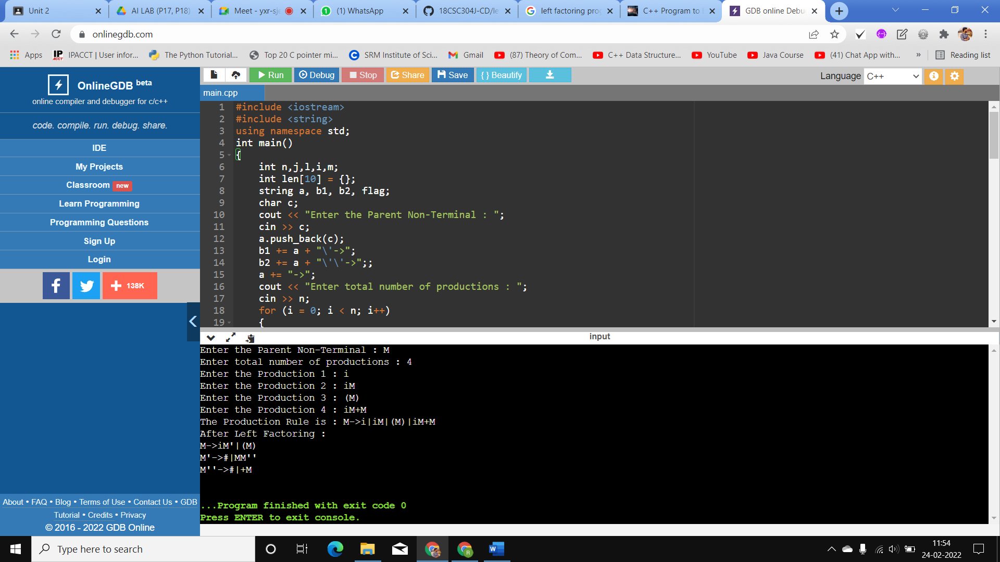 Unit 2
AI LAB (P17, P18)
Meet - yxr-sje
(1) WhatsApp
18CSC304J-CD/le
left factoring pro
C++ Program to
GDB online Debu
onlinegdb.com
Apps
IPACCT | User infor...
The Python Tutorial...
Top 20 C pointer mi...
SRM Institute of Sci...
Gmail
(87) Theory of Com...
C++ Data Structure...
YouTube
Java Course
(41) Chat App with...
»
Reading list
OnlineGDB beta
online compiler and debugger for c/c++
code. compile. run. debug. share.
IDE
My Projects
Classroom new
Learn Programming
Programming Questions
Sign Up
Login
138K
About • FAQ • Blog • Terms of Use • Contact Us • GDB
Tutorial • Credits • Privacy
© 2016 - 2022 GDB Online
Run
Debug
Stop
Share
Save
{ } Beautify
Language C++
main.cpp
1 #include <iostream>
2 #include <string>
3 using namespace std;
4 int main()
5 {
6 int n,j,l,i,m;
7 int len[10] = {};
8 string a, b1, b2, flag;
9 char c;
10 cout << "Enter the Parent Non-Terminal : ";
11 cin >> c;
12 a.push_back(c);
13 b1 += a + "\'->";
14 b2 += a + "\'\'->";;
15 a += "->";
16 cout << "Enter total number of productions : ";
17 cin >> n;
18 for (i = 0; i < n; i++)
19 {
input
Enter the Parent Non-Terminal : M
Enter total number of productions : 4
Enter the Production 1 : i
Enter the Production 2 : iM
Enter the Production 3 : (M)
Enter the Production 4 : iM+M
The Production Rule is : M->i|iM|(M)|iM+M
After Left Factoring :
M->iM'|(M)
M'->#|MM''
M''->#|+M
...Program finished with exit code 0
Press ENTER to exit console.
Type here to search
11:54
24-02-2022